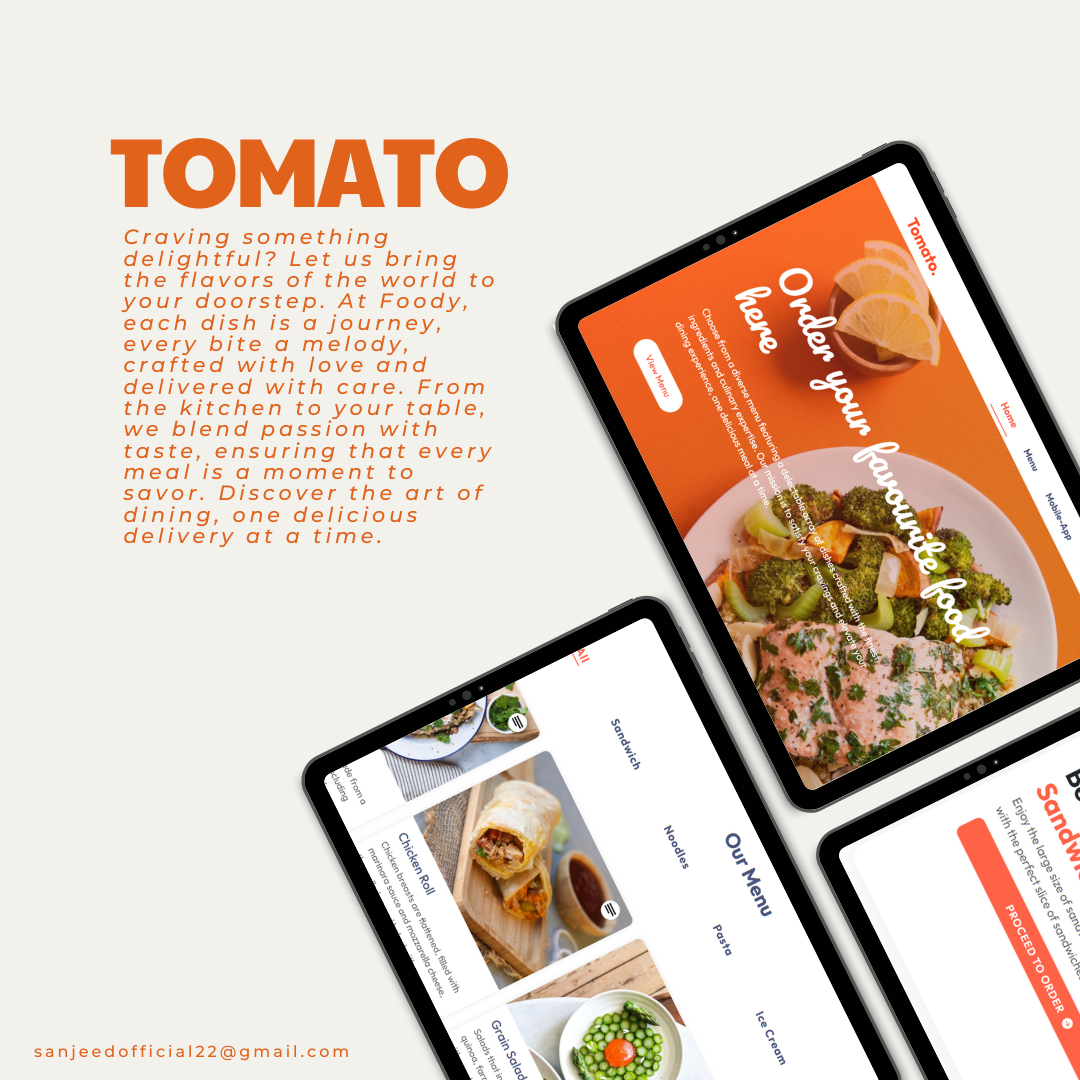 TOMATO
Craving something
delightful? Let us bring
the flavors of the world to
your doorstep. At Foody,
each dish is a journey,
every bite a melody,
crafted with love and
delivered with care. From
the kitchen to your table,
we blend passion with
taste, ensuring that every
meal is a moment to
savor. Discover the art of
dining, one delicious
delivery at a time.
Tomato.
Home
Menu
Mobile-App
Order your favourite food
here
Choose from a diverse menu featuring a delectable array of dishes crafted with the finest
ingredients and culinary expertise. Our mission is to satisfy your cravings and elevate your
dining experience, one delicious meal at a time.
View Menu
Our Menu
All
Sandwich
Noodles
Pasta
Ice Cream
de from a
cluding
Chicken Roll
Chicken breasts are flattened, filled with
marinara sauce and mozzarella cheese,
Grain Salad
Salads that in
quinoa, farr
Be
Sandwi
Enjoy the large size of sand
with the perfect slice of sandwiches
PROCEED TO ORDER
sanjeedofficial22@gmail.com